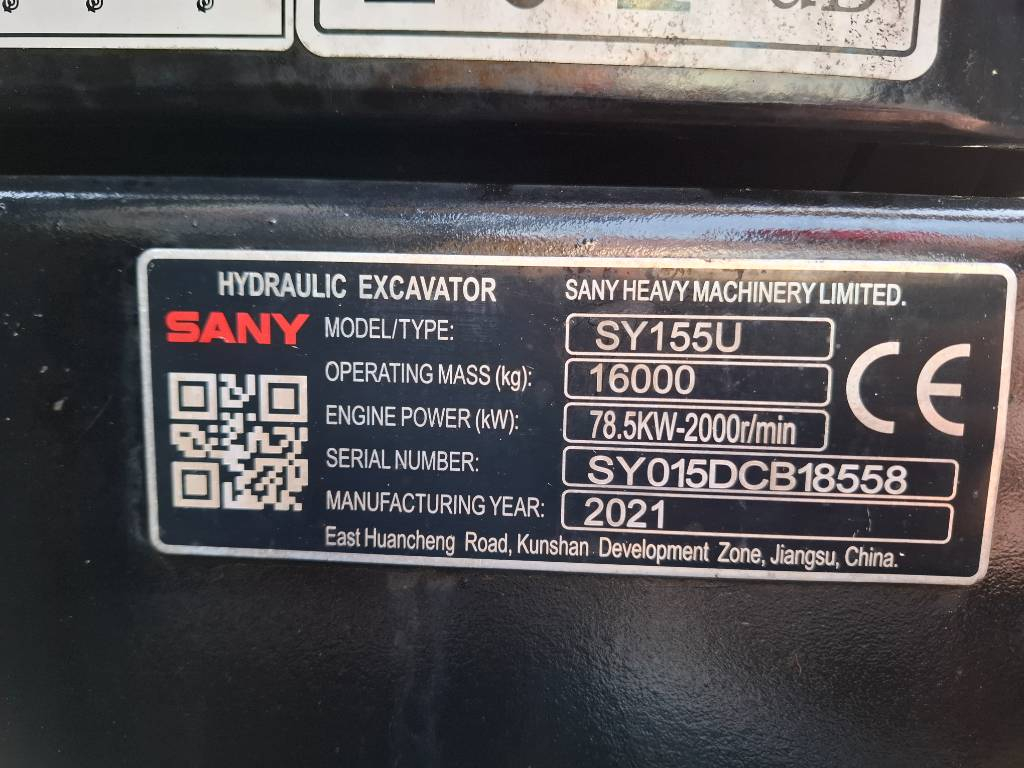 dB
HYDRAULIC EXCAVATOR
SANY HEAVY MACHINERY LIMITED.
SANY
MODEL/TYPE: SY155U
OPERATING MASS (kg): 16000
ENGINE POWER (kW): 78.5KW-2000r/min
SERIAL NUMBER: SY015DCB18558
MANUFACTURING YEAR: 2021
East Huancheng Road, Kunshan Development Zone, Jiangsu, China.
CE